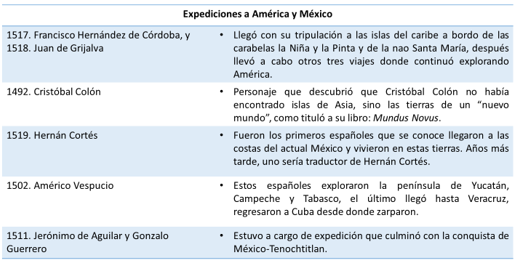 Expediciones a América y México
1517. Francisco Hernández de Córdoba, y
1518. Juan de Grijalva
• Llegó con su tripulación a las islas del caribe a bordo de las
carabelas la Niña y la Pinta y de la nao Santa María, después
llevó a cabo otros tres viajes donde continuó explorando
América.
1492. Cristóbal Colón
• Personaje que descubrió que Cristóbal Colón no había
encontrado islas de Asia, sino las tierras de un “nuevo
mundo”, como tituló a su libro: Mundus Novus.
1519. Hernán Cortés
• Fueron los primeros españoles que se conoce llegaron a las
costas del actual México y vivieron en estas tierras. Años más
tarde, uno sería traductor de Hernán Cortés.
1502. Américo Vespucio
• Estos españoles exploraron la península de Yucatán,
Campeche y Tabasco, el último llegó hasta Veracruz,
regresaron a Cuba desde donde zarparon.
1511. Jerónimo de Aguilar y Gonzalo
Guerrero
• Estuvo a cargo de expedición que culminó con la conquista de
México-Tenochtitlan.